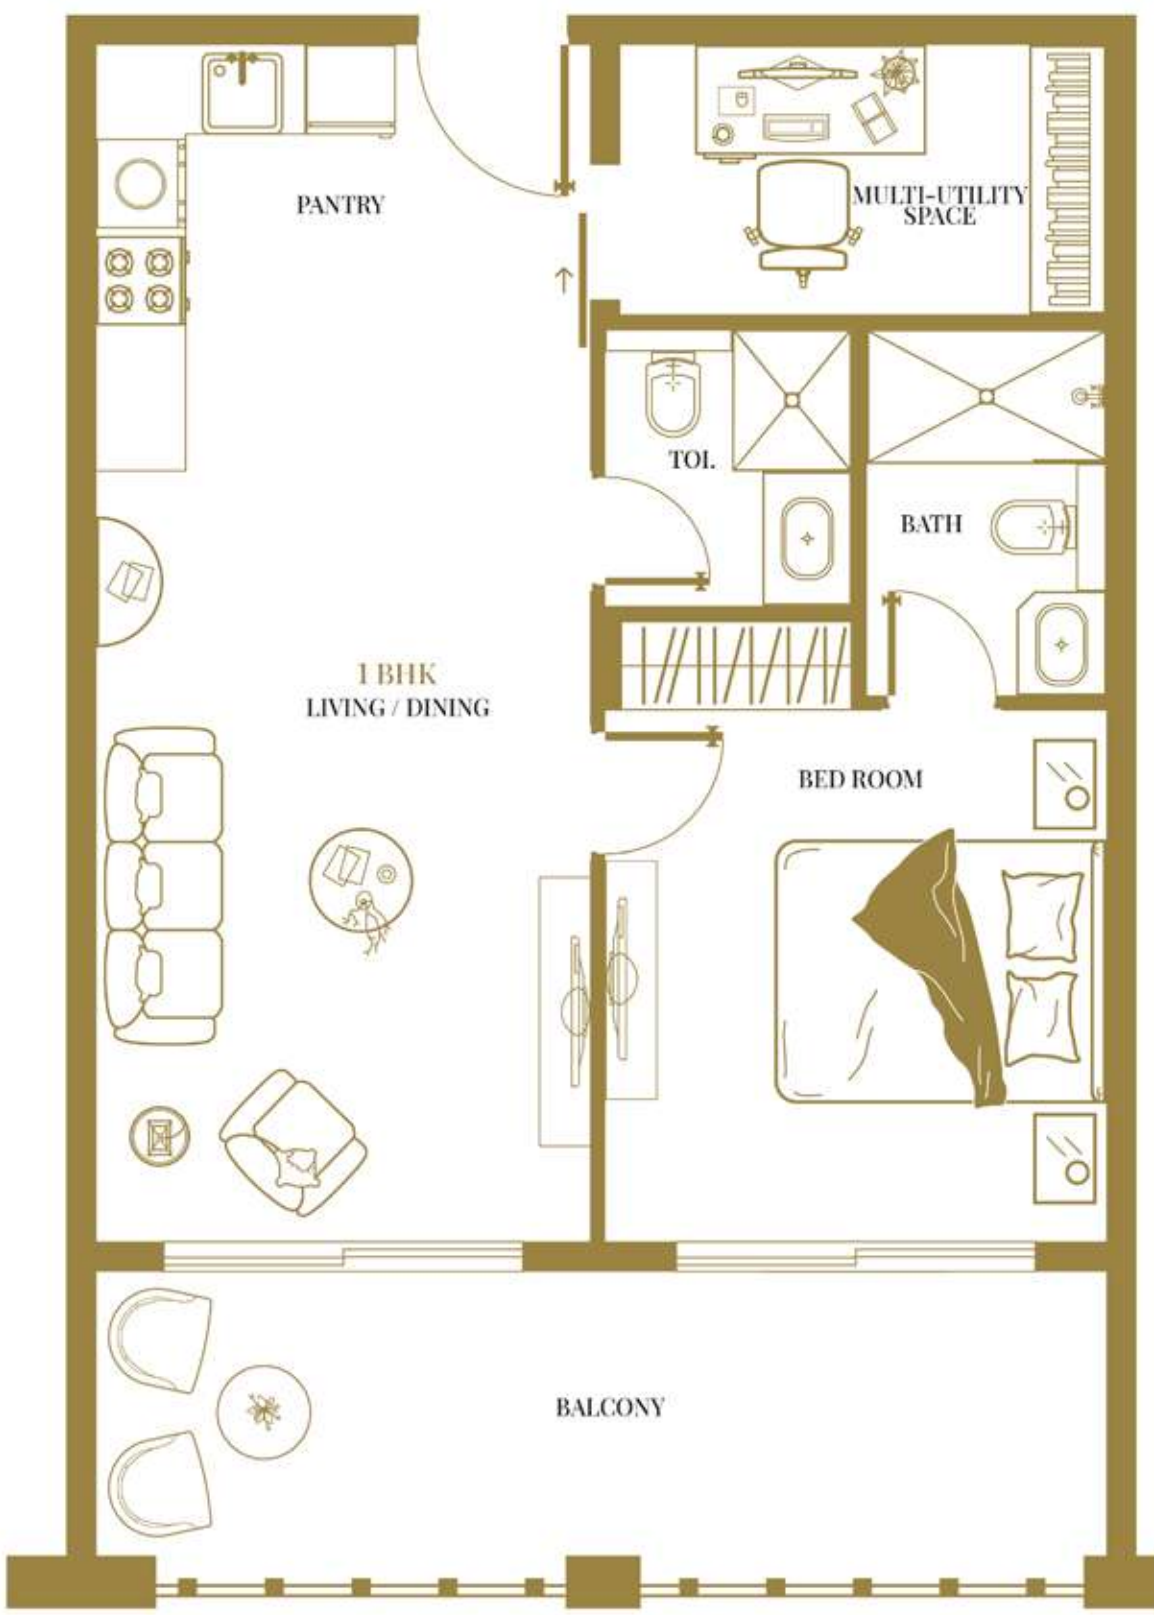 PANTRY
MULTI-UTILITY
SPACE
TOI.
BATH
1 BHK
LIVING / DINING
BED ROOM
BALCONY